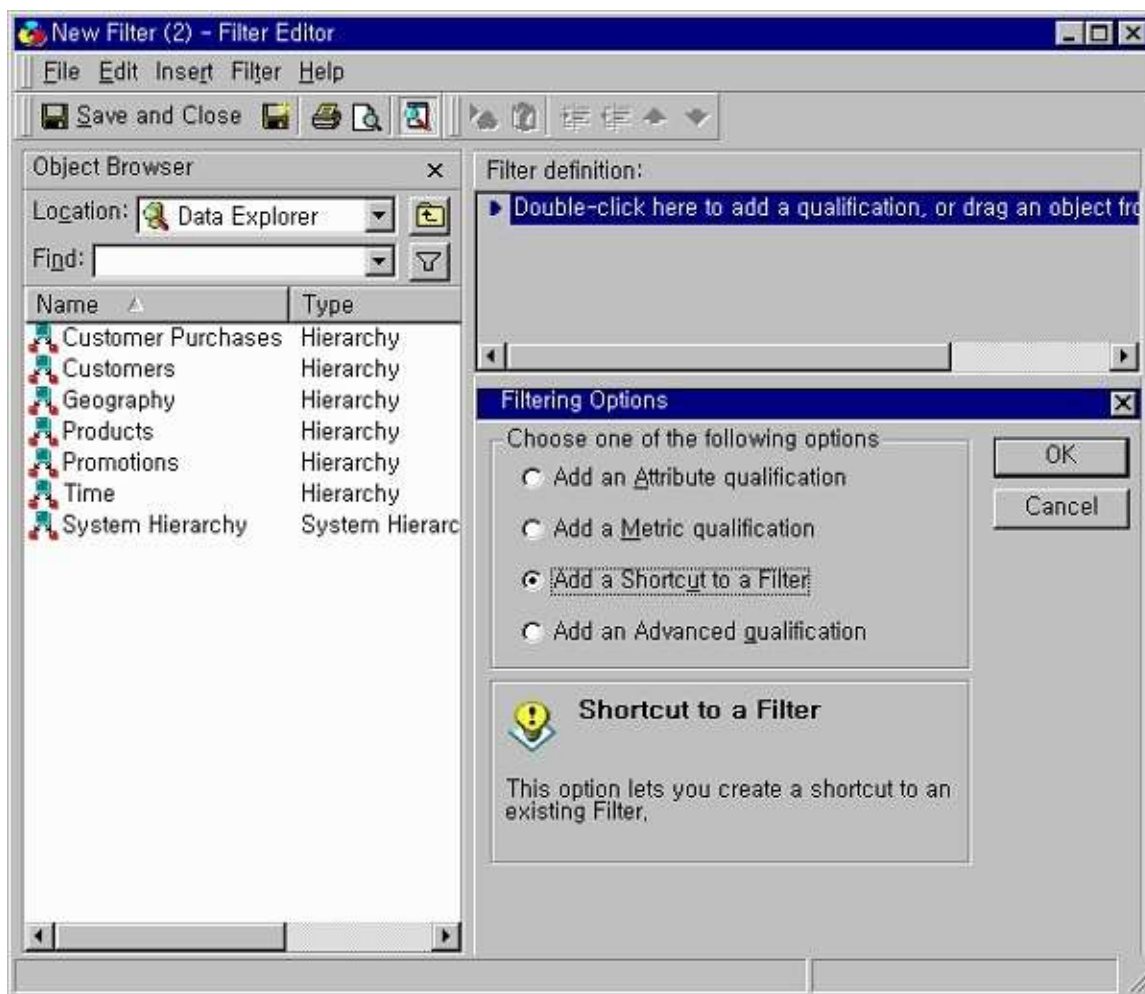 New Filter (2) - Filter Editor
File Edit Insert Filter Help
Save and Close
Object Browser
Location: Data Explorer
Find:
Name Type
Customer Purchases Hierarchy
Customers Hierarchy
Geography Hierarchy
Products Hierarchy
Promotions Hierarchy
Time Hierarchy
System Hierarchy System Hierarc
Filter definition:
Double-click here to add a qualification, or drag an object fro
Filtering Options
Choose one of the following options
Add an Attribute qualification
Add a Metric qualification
Add a Shortcut to a Filter
Add an Advanced qualification
OK
Cancel
Shortcut to a Filter
This option lets you create a shortcut to an
existing Filter.